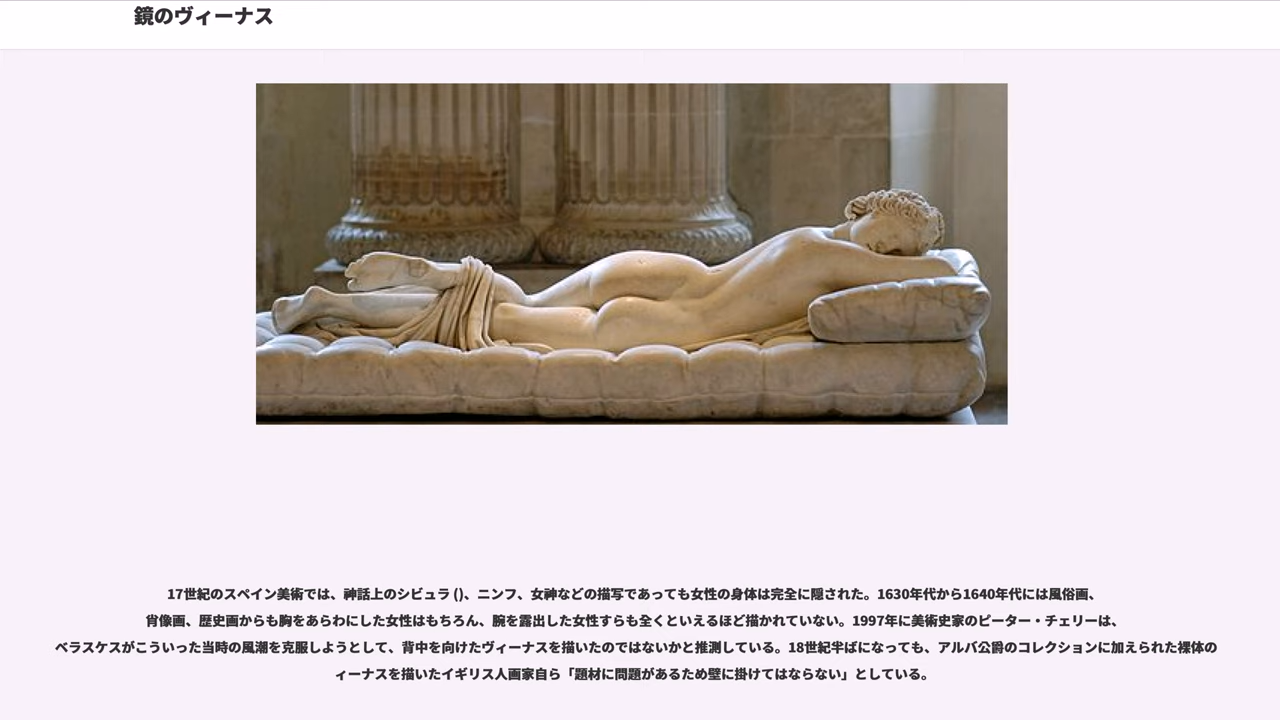 鏡のヴィーナス
17世紀のスペイン美術では、神話上のシビュラ ()、ニンフ、女神などの描写であっても女性の身体は完全に隠された。1630年代から1640年代には風俗画、
肖像画、歴史画からも胸をあらわにした女性はもちろん、腕を露出した女性すらも全くといえるほど描かれていない。1997年に美術史家のピーター・チェリーは、
ベラスケスがこういった当時の風潮を克服しようとして、背中を向けたヴィーナスを描いたのではないかと推測している。18世紀半ばになっても、アルバ公爵のコレクションに加えられた裸体の
ィーナスを描いたイギリス人画家自ら「題材に問題があるため壁に掛けてはならない」としている。